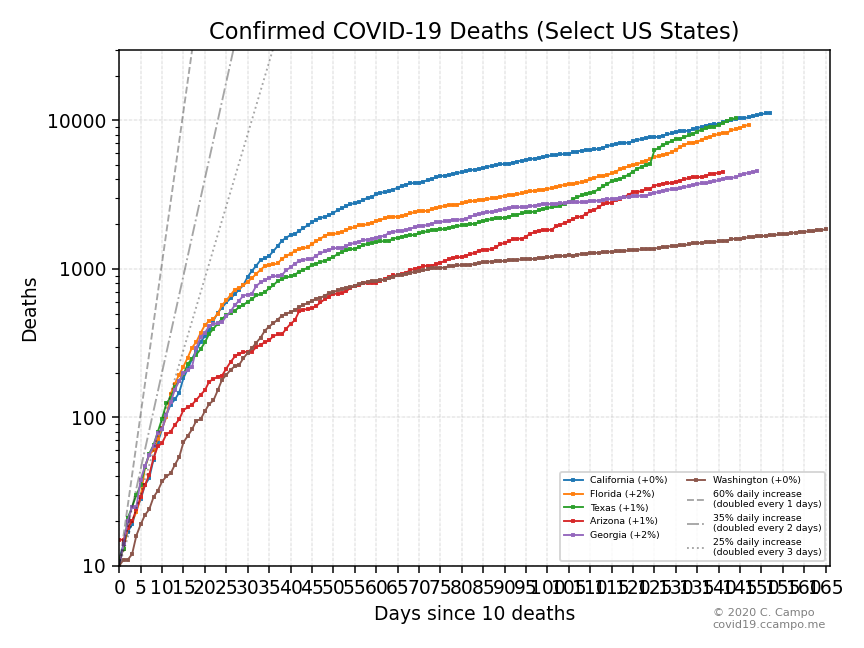 Confirmed COVID-19 Deaths (Select US States)
Deaths
10000
1000
100
10
California (+0%)
Florida (+2%)
Texas (+1%)
Arizona (+1%)
Georgia (+2%)
Washington (+0%)
60% daily increase
(doubled every 1 days)
35% daily increase
(doubled every 2 days)
25% daily increase
(doubled every 3 days)
0 5 10 15 20 25 30 35 40 45 50 55 60 65 70 75 80 85 90 95 100 105 110 115 120 125 130 135 140 145 150 155 160 165
Days since 10 deaths
© 2020 C. Campo
covid19.ccampo.me